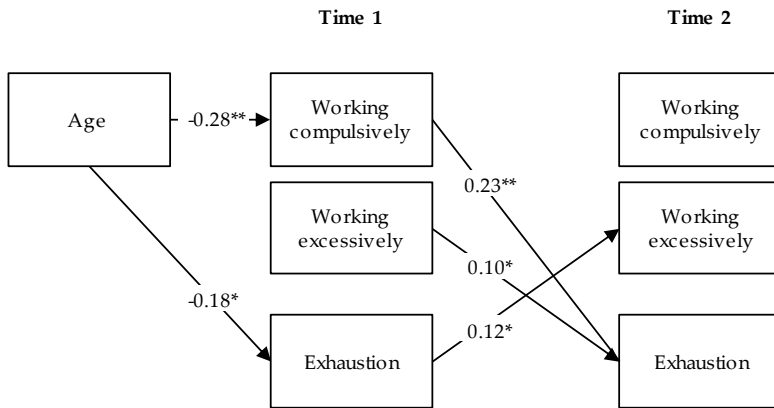 Time 1
Time 2
Age
-0.28**
Working
compulsively
Working
compulsively
0.23**
Working
excessively
Working
excessively
0.10*
-0.18*
0.12*
Exhaustion
Exhaustion